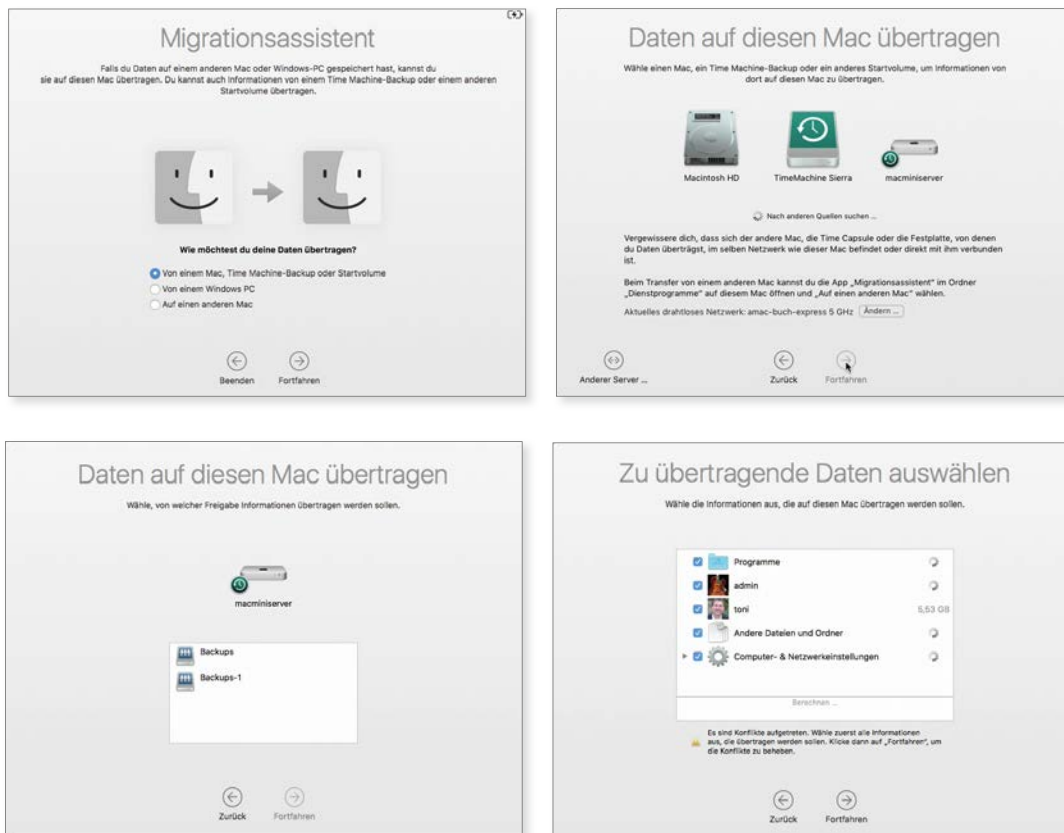 Migrationsassistent
Falls du Daten auf einem anderen Mac oder Windows-PC gespeichert hast, kannst du
sie auf diesen Mac übertragen. Du kannst auch Informationen von einem Time Machine-Backup oder einem anderen
Startvolume übertragen.
Wie möchtest du deine Daten übertragen?
Von einem Mac, Time Machine-Backup oder Startvolume
Von einem Windows PC
Auf einen anderen Mac
Beenden Fortfahren
Daten auf diesen Mac übertragen
Wähle einen Mac, ein Time Machine-Backup oder ein anderes Startvolume, um Informationen von
dort auf diesen Mac zu übertragen.
Macintosh HD TimeMachine Sierra macminiserver
Nach anderen Quellen suchen ...
Vergewissere dich, dass sich der andere Mac, die Time Capsule oder die Festplatte, von denen
du Daten überträgst, im selben Netzwerk wie dieser Mac befindet oder direkt mit ihm verbunden
ist.
Beim Transfer von einem anderen Mac kannst du die App „Migrationsassistent“ im Ordner
„Dienstprogramme“ auf diesem Mac öffnen und „Auf einen anderen Mac“ wählen.
Aktuelles drahtloses Netzwerk: amac-buch-express 5 GHz Ändern ...
Anderer Server ... Zurück Fortfahren
Daten auf diesen Mac übertragen
Wähle, von welcher Freigabe Informationen übertragen werden sollen.
macminiserver
Backups
Backups-1
Zurück Fortfahren
Zu übertragende Daten auswählen
Wähle die Informationen aus, die auf diesen Mac übertragen werden sollen.
Programme
admin
toni 5,53 GB
Andere Dateien und Ordner
Computer- & Netzwerkeinstellungen
Berechnen ...
Es sind Konflikte aufgetreten. Wähle zuerst alle Informationen
aus, die übertragen werden sollen. Klicke dann auf „Fortfahren“, um
die Konflikte zu beheben.
Zurück Fortfahren